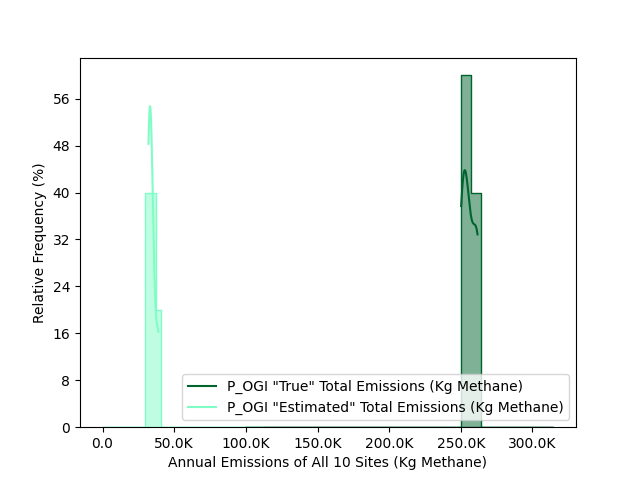 56
48
40
32
24
16
8
0
Relative Frequency (%)
P_OGI "True" Total Emissions (Kg Methane)
P_OGI "Estimated" Total Emissions (Kg Methane)
0.0 50.0K 100.0K 150.0K 200.0K 250.0K 300.0K
Annual Emissions of All 10 Sites (Kg Methane)